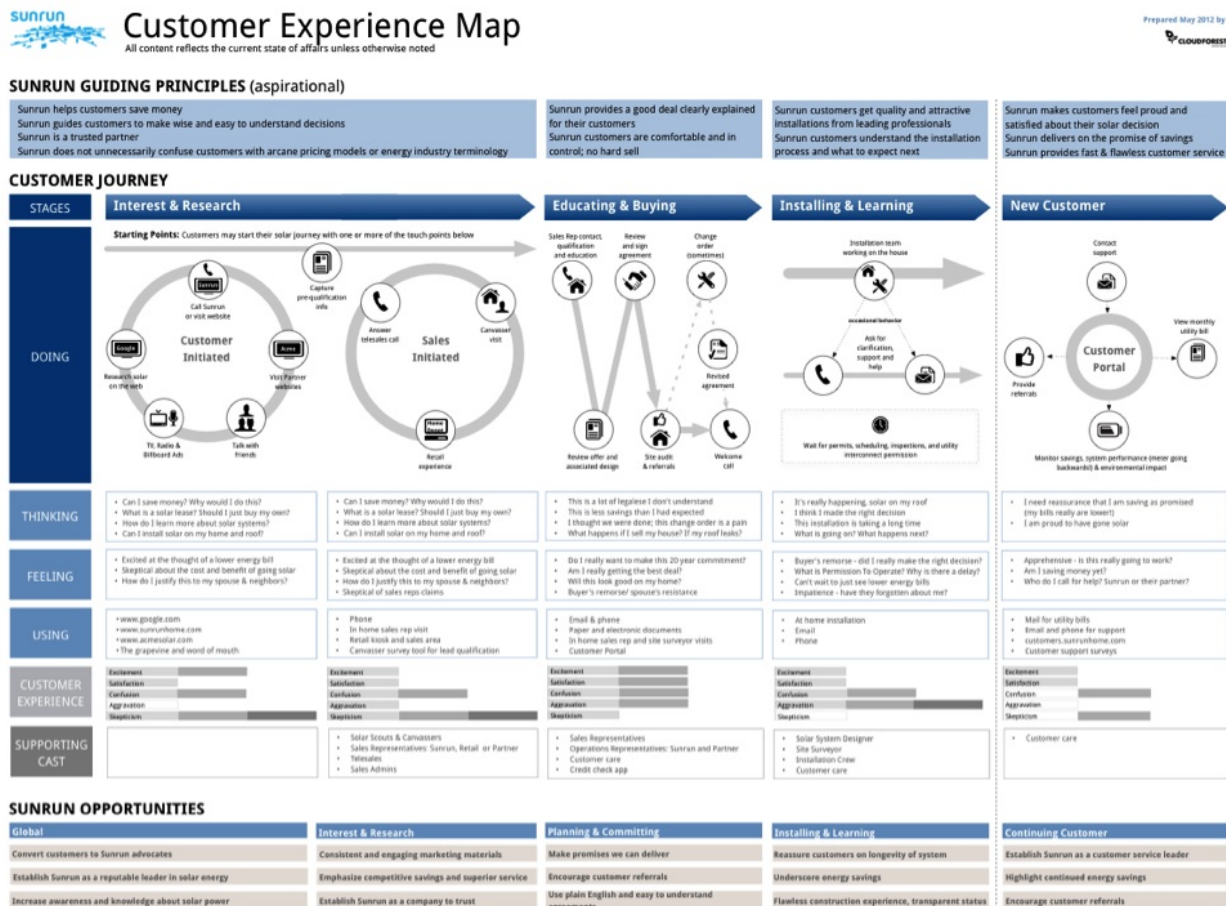 sunrun
Customer Experience Map
All content reflects the current state of affairs unless otherwise noted
Prepared May 2012 by
CLOUDFOREST
SUNRUN GUIDING PRINCIPLES (aspirational)
Sunrun helps customers save money
Sunrun guides customers to make wise and easy to understand decisions
Sunrun is a trusted partner
Sunrun does not unnecessarily confuse customers with arcane pricing models or energy industry terminology
Sunrun provides a good deal clearly explained
for their customers
Sunrun customers are comfortable and in
control; no hard sell
Sunrun customers get quality and attractive
installations from leading professionals
Sunrun customers understand the installation
process and what to expect next
Sunrun makes customers feel proud and
satisfied about their solar decision
Sunrun delivers on the promise of savings
Sunrun provides fast & flawless customer service
CUSTOMER JOURNEY
STAGES
Interest & Research
Educating & Buying
Installing & Learning
New Customer
DOING
Starting Points: Customers may start their solar journey with one or more of the touch points below
Sunrun
Call Sunrun
or visit website
Capture
pre-qualification
info
Google
Research solar
on the web
Customer
Initiated
Acme
Visit Partner
websites
TV, Radio &
Billboard Ads
Talk with
friends
Answer
telesales call
Sales
Initiated
Canvasser
visit
Home
Depot
Retail
experience
Sales Rep contact,
qualification
and education
Review
and sign
agreement
Change
order
(sometimes)
Revised
agreement
Review offer and
associated design
Site audit
& referrals
Welcome
call
Installation team
working on the house
occasional behavior
Ask for
clarification,
support and
help
Wait for permits, scheduling, inspections, and utility
interconnect permission
Contact
support
View monthly
utility bill
Customer
Portal
Provide
referrals
Monitor savings, system performance (meter going
backwards!) & environmental impact
THINKING
• Can I save money? Why would I do this?
• What is a solar lease? Should I just buy my own?
• How do I learn more about solar systems?
• Can I install solar on my home and roof?
• Can I save money? Why would I do this?
• What is a solar lease? Should I just buy my own?
• How do I learn more about solar systems?
• Can I install solar on my home and roof?
• This is a lot of legalese I don't understand
• This is less savings than I had expected
• I thought we were done; this change order is a pain
• What happens if I sell my house? If my roof leaks?
• It's really happening, solar on my roof
• I think I made the right decision
• This installation is taking a long time
• What is going on? What happens next?
• I need reassurance that I am saving as promised
(my bills really are lower!)
• I am proud to have gone solar
FEELING
• Excited at the thought of a lower energy bill
• Skeptical about the cost and benefit of going solar
• How do I justify this to my spouse & neighbors?
• Excited at the thought of a lower energy bill
• Skeptical about the cost and benefit of going solar
• How do I justify this to my spouse & neighbors?
• Skeptical of sales reps claims
• Do I really want to make this 20 year commitment?
• Am I really getting the best deal?
• Will this look good on my home?
• Buyer's remorse/ spouse's resistance
• Buyer's remorse - did I really make the right decision?
• What is Permission To Operate? Why is there a delay?
• Can't wait to just see lower energy bills
• Impatience - have they forgotten about me?
• Apprehensive - is this really going to work?
• Am I saving money yet?
• Who do I call for help? Sunrun or their partner?
USING
• www.google.com
• www.sunrunhome.com
• www.acmesolar.com
• The grapevine and word of mouth
• Phone
• In home sales rep visit
• Retail kiosk and sales area
• Canvasser survey tool for lead qualification
• Email & phone
• Paper and electronic documents
• In home sales rep and site surveyor visits
• Customer Portal
• At home installation
• Email
• Phone
• Mail for utility bills
• Email and phone for support
• customers.sunrunhome.com
• Customer support surveys
CUSTOMER
EXPERIENCE
Excitement
Satisfaction
Confusion
Aggravation
Skepticism
Excitement
Satisfaction
Confusion
Aggravation
Skepticism
Excitement
Satisfaction
Confusion
Aggravation
Skepticism
Excitement
Satisfaction
Confusion
Aggravation
Skepticism
Excitement
Satisfaction
Confusion
Aggravation
Skepticism
SUPPORTING
CAST
• Solar Scouts & Canvassers
• Sales Representatives: Sunrun, Retail or Partner
• Telesales
• Sales Admins
• Sales Representatives
• Operations Representatives: Sunrun and Partner
• Customer care
• Credit check app
• Solar System Designer
• Site Surveyor
• Installation Crew
• Customer care
• Customer care
SUNRUN OPPORTUNITIES
Global
Interest & Research
Planning & Committing
Installing & Learning
Continuing Customer
Convert customers to Sunrun advocates
Consistent and engaging marketing materials
Make promises we can deliver
Reassure customers on longevity of system
Establish Sunrun as a customer service leader
Establish Sunrun as a reputable leader in solar energy
Emphasize competitive savings and superior service
Encourage customer referrals
Underscore energy savings
Highlight continued energy savings
Increase awareness and knowledge about solar power
Establish Sunrun as a company to trust
Use plain English and easy to understand
Flawless construction experience, transparent status
Encourage customer referrals